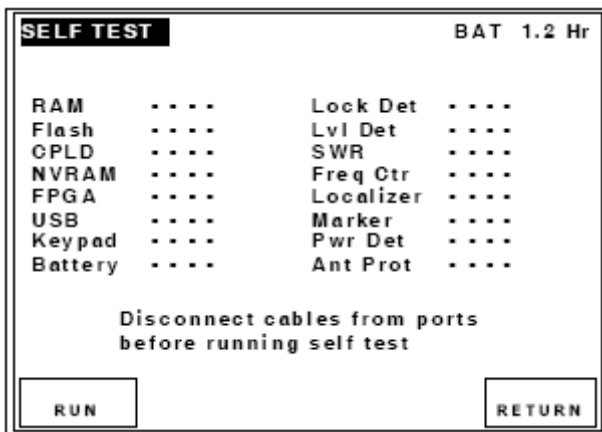 SELF TEST BAT 1.2 Hr
RAM - - - - Lock Det - - - -
Flash - - - - Lvl Det - - - -
CPLD - - - - SWR - - - -
NVRAM - - - - Freq Ctr - - - -
FPGA - - - - Localizer - - - -
USB - - - - Marker - - - -
Keypad - - - - Pwr Det - - - -
Battery - - - - Ant Prot - - - -
Disconnect cables from ports
before running self test
RUN RETURN